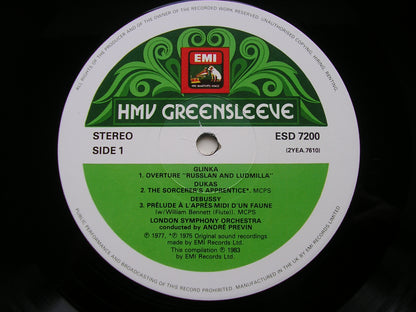 ALL RIGHTS OF THE PRODUCER AND OF THE OWNER OF THE RECORDED WORK RESERVED. UNAUTHORISED COPYING, HIRING, RENTING,
PUBLIC PERFORMANCE AND BROADCASTING OF THIS RECORD PROHIBITED. MANUFACTURED IN THE UK BY EMI RECORDS LIMITED
EMI
HIS MASTER'S VOICE
HMV GREENSLEEVE
STEREO
SIDE 1
ESD 7200
(2YEA.7610)
GLINKA
1. OVERTURE "RUSSLAN AND LUDMILLA"
DUKAS
2. THE SORCERER'S APPRENTICE*. MCPS
DEBUSSY
3. PRÉLUDE À L'APRÈS MIDI D'UN FAUNE
(w/William Bennett (Flute)). MCPS
LONDON SYMPHONY ORCHESTRA
conducted by ANDRÉ PREVIN
℗ 1977, *℗ 1975 Original sound recordings
made by EMI Records Ltd.
This compilation ℗ 1983
by EMI Records Ltd.